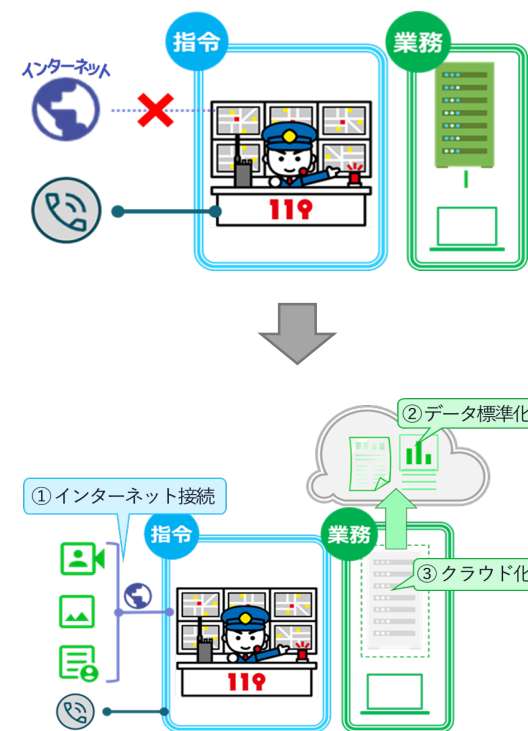 指令
業務
インターネット
119
②データ標準化
①インターネット接続
指令
業務
③クラウド化
119